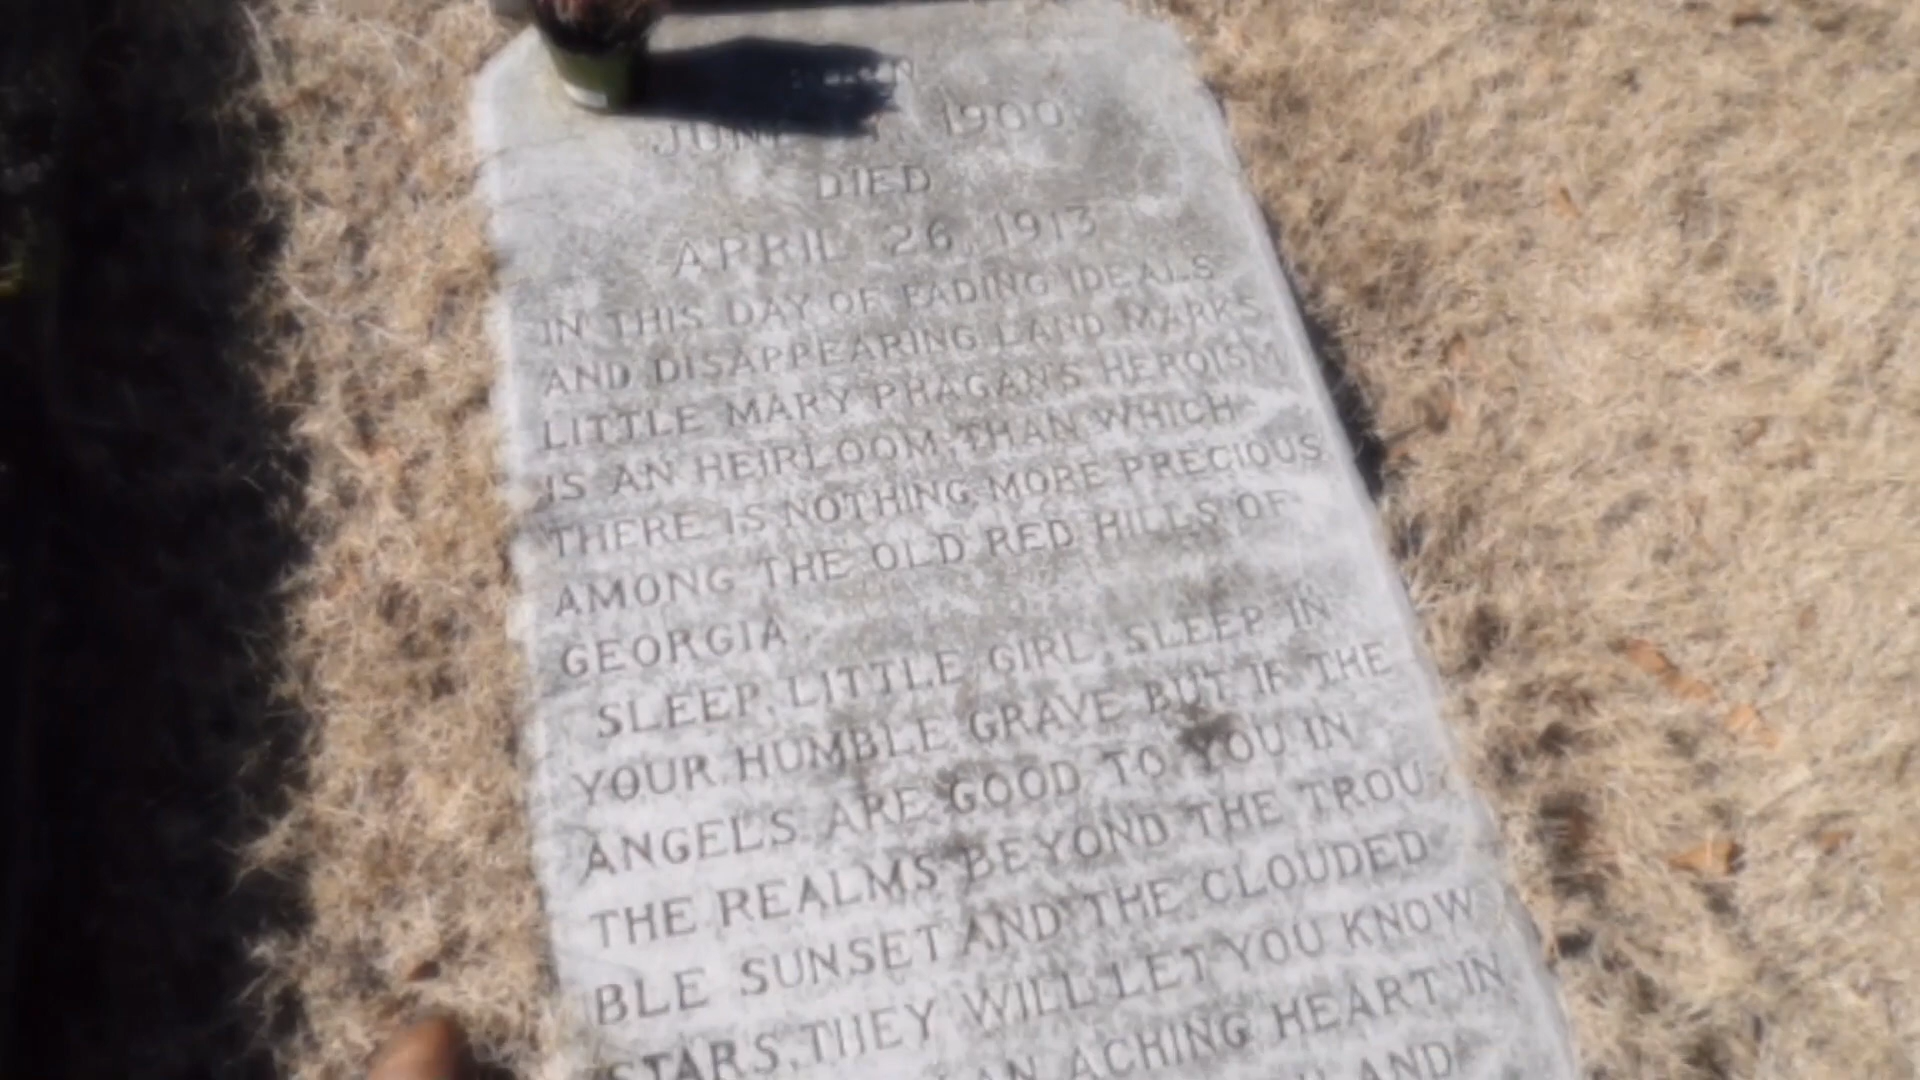 JUNE 1900
DIED
APRIL 26, 1913
IN THIS DAY OF FADING IDEALS
AND DISAPPEARING LAND MARKS
LITTLE MARY PHAGAN'S HEROISM
IS AN HEIRLOOM, THAN WHICH
THERE IS NOTHING MORE PRECIOUS
AMONG THE OLD RED HILLS OF
GEORGIA.
SLEEP, LITTLE GIRL, SLEEP IN
YOUR HUMBLE GRAVE BUT IF THE
ANGELS ARE GOOD TO YOU IN
THE REALMS BEYOND THE TROU-
BLE SUNSET AND THE CLOUDED
STARS, THEY WILL LET YOU KNOW
AN ACHING HEART IN
AND